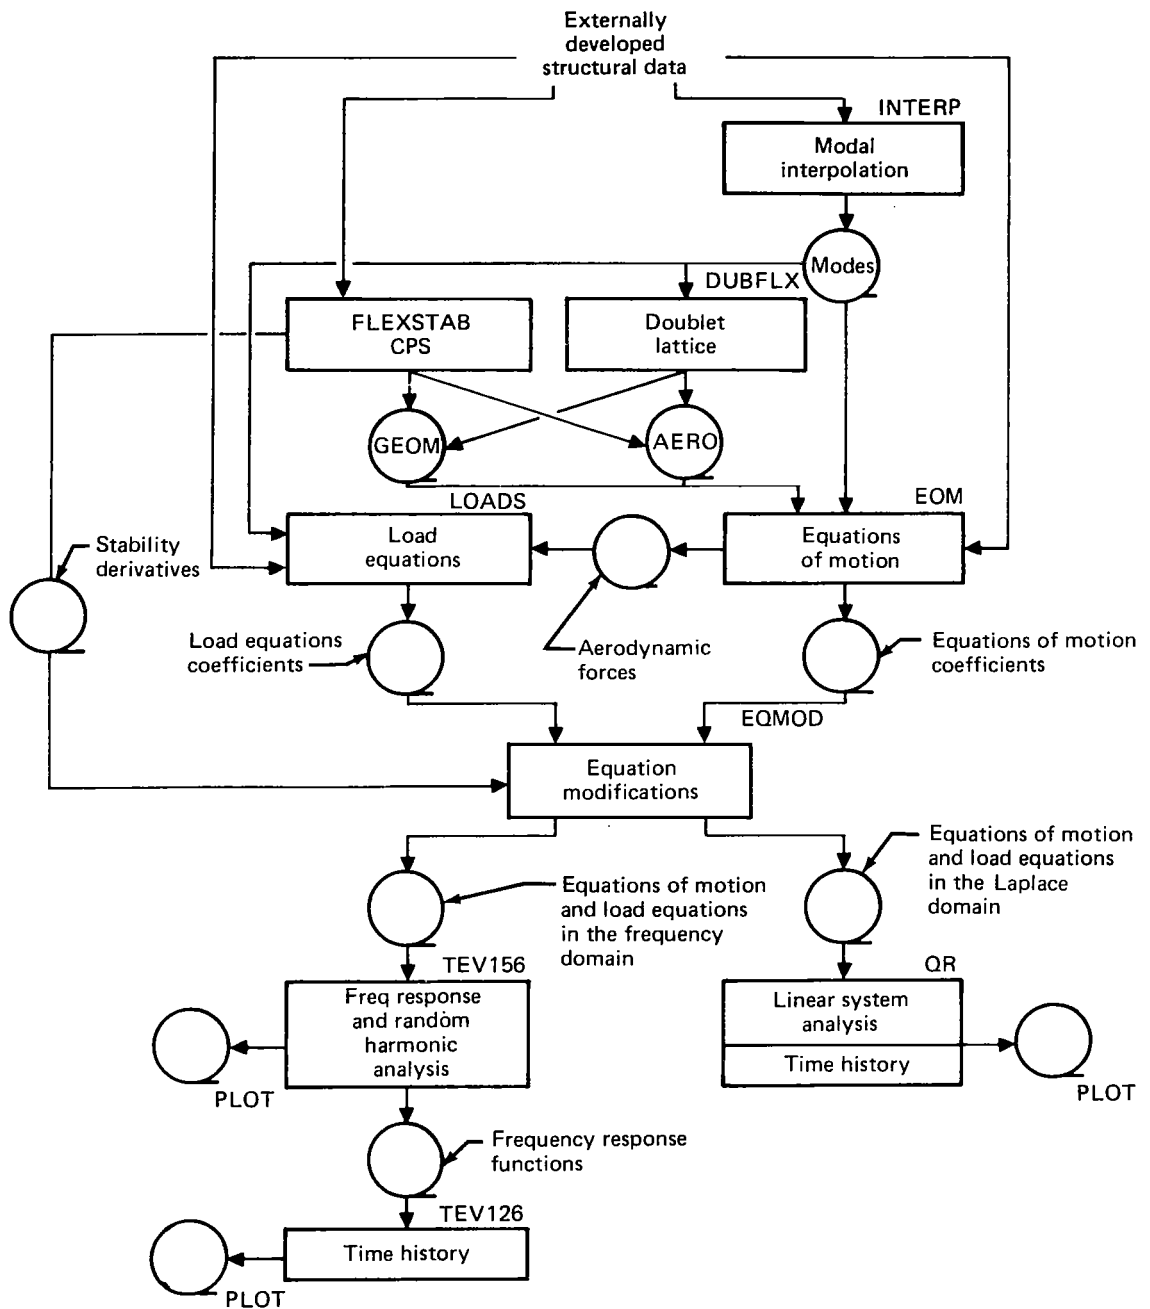 Externally
developed
structural data
INTERP
Modal
interpolation
Modes
DUBFLX
FLEXSTAB
CPS
Doublet
lattice
GEOM
AERO
LOADS
EOM
Load
equations
Equations
of motion
Stability
derivatives
Load equations
coefficients
Aerodynamic
forces
Equations of motion
coefficients
EQMOD
Equation
modifications
Equations of motion
and load equations
in the frequency
domain
Equations of motion
and load equations
in the Laplace
domain
TEV156
QR
Freq response
and random
harmonic
analysis
Linear system
analysis
Time history
PLOT
PLOT
Frequency response
functions
TEV126
Time history
PLOT